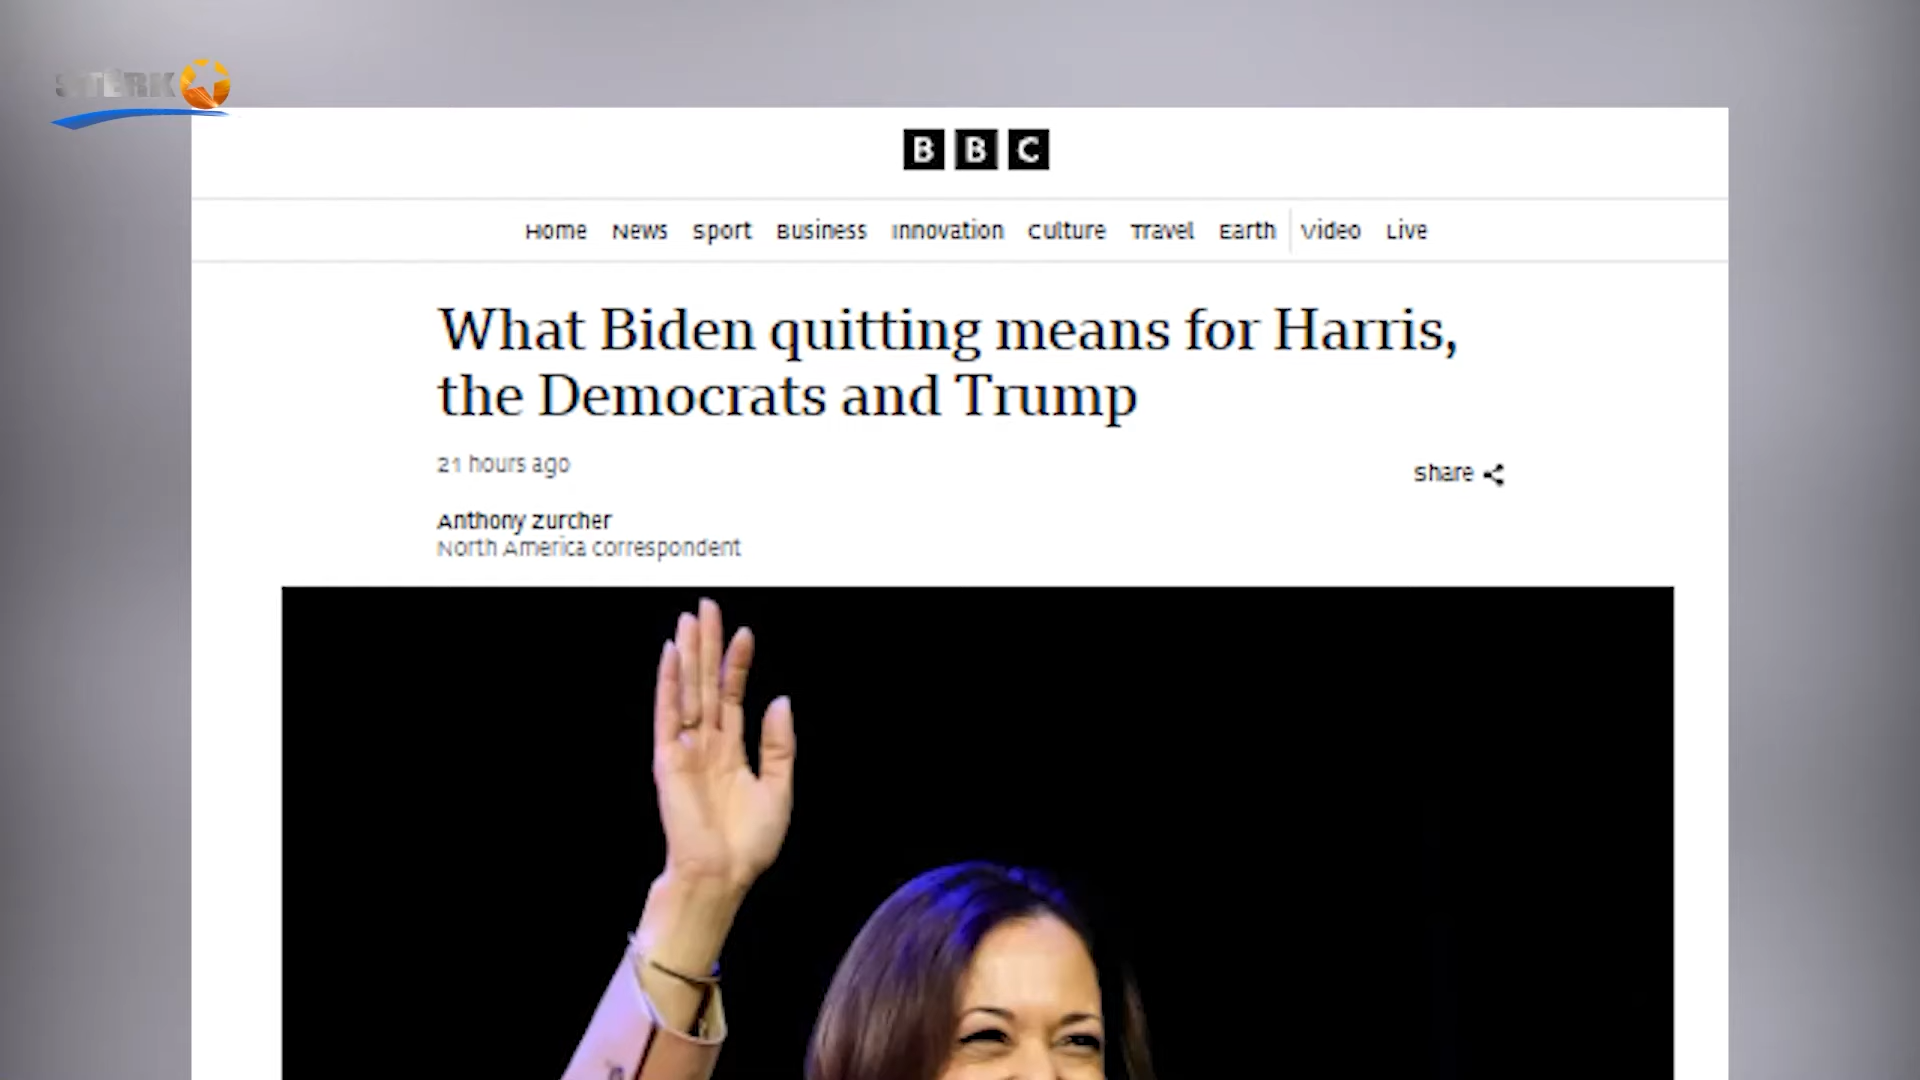 STÊRK
BBC
Home News Sport Business Innovation Culture Travel Earth Video Live
What Biden quitting means for Harris,
the Democrats and Trump
21 hours ago
Share
Anthony Zurcher
North America correspondent